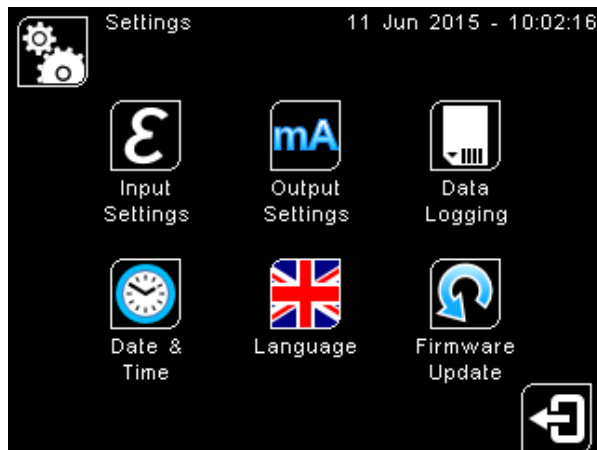 Settings
11 Jun 2015 - 10:02:16
ε
mA
Input
Settings
Output
Settings
Data
Logging
Date &
Time
Language
Firmware
Update